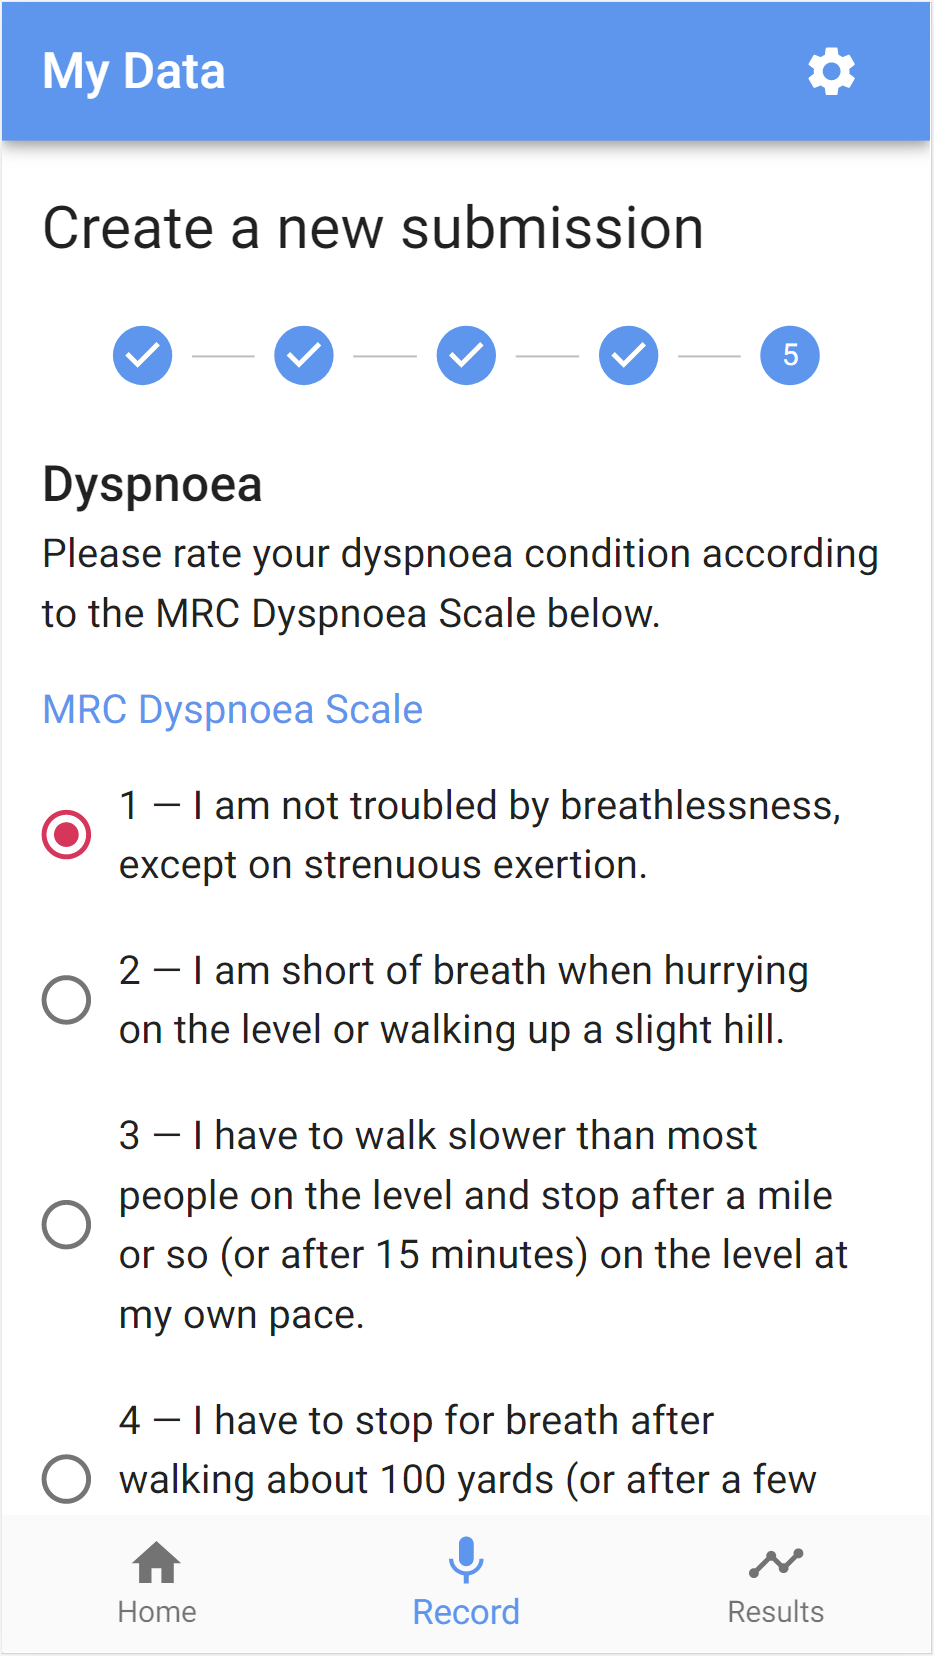 My Data
Create a new submission
5
Dyspnoea
Please rate your dyspnoea condition according
to the MRC Dyspnoea Scale below.
MRC Dyspnoea Scale
1 — I am not troubled by breathlessness,
except on strenuous exertion.
2 — I am short of breath when hurrying
on the level or walking up a slight hill.
3 — I have to walk slower than most
people on the level and stop after a mile
or so (or after 15 minutes) on the level at
my own pace.
4 — I have to stop for breath after
walking about 100 yards (or after a few
Home
Record
Results